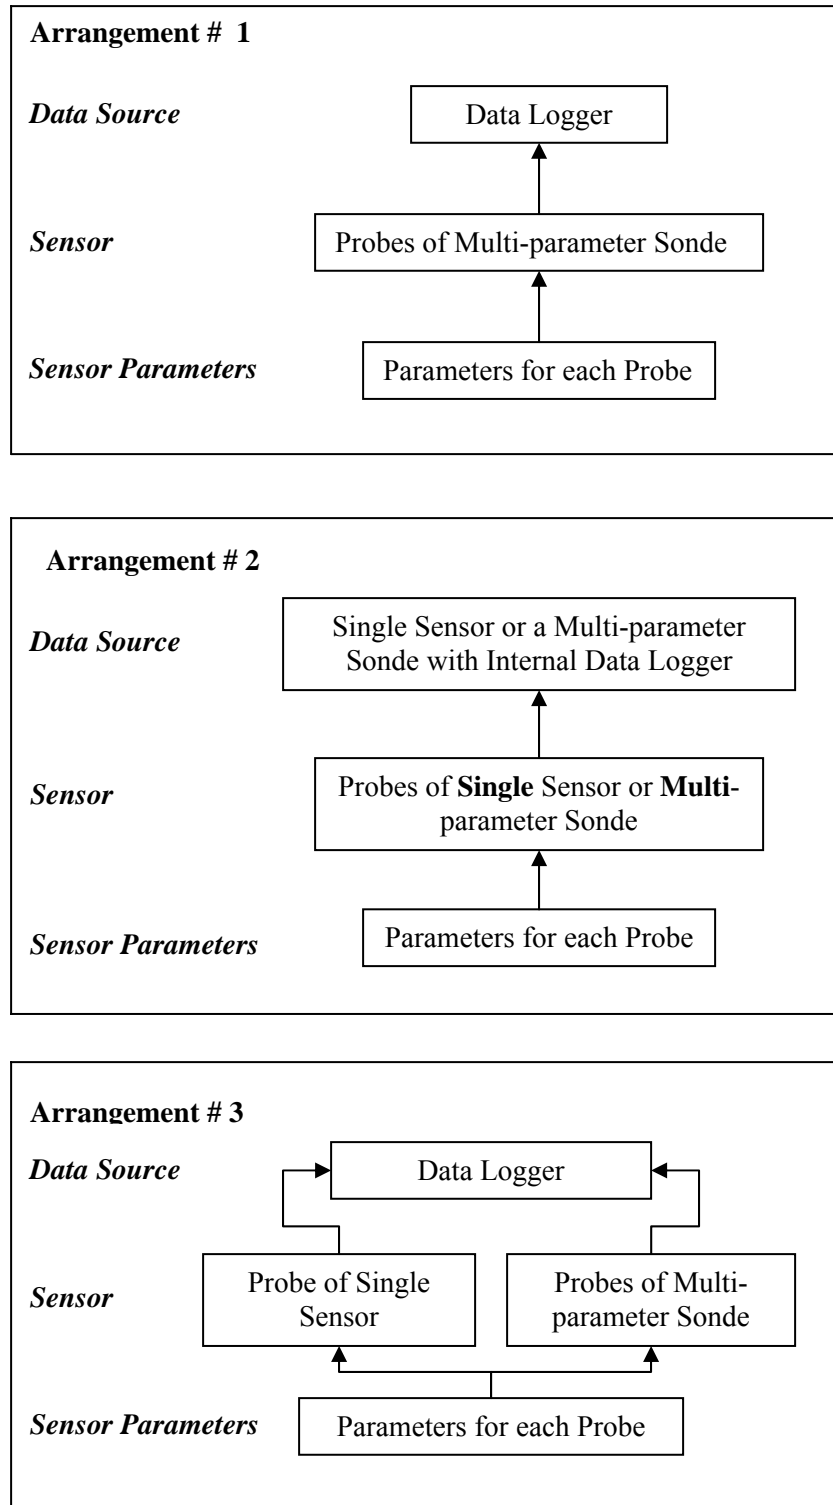 Arrangement #  1
Data Source
Data Logger
Sensor
Probes of Multi-parameter Sonde
Sensor Parameters
Parameters for each Probe
Arrangement # 2
Data Source
Single Sensor or a Multi-parameter
Sonde with Internal Data Logger
Sensor
Probes of Single Sensor or Multi-
parameter Sonde
Sensor Parameters
Parameters for each Probe
Arrangement # 3
Data Source
Data Logger
Sensor
Probe of Single
Sensor
Probes of Multi-
parameter Sonde
Sensor Parameters
Parameters for each Probe